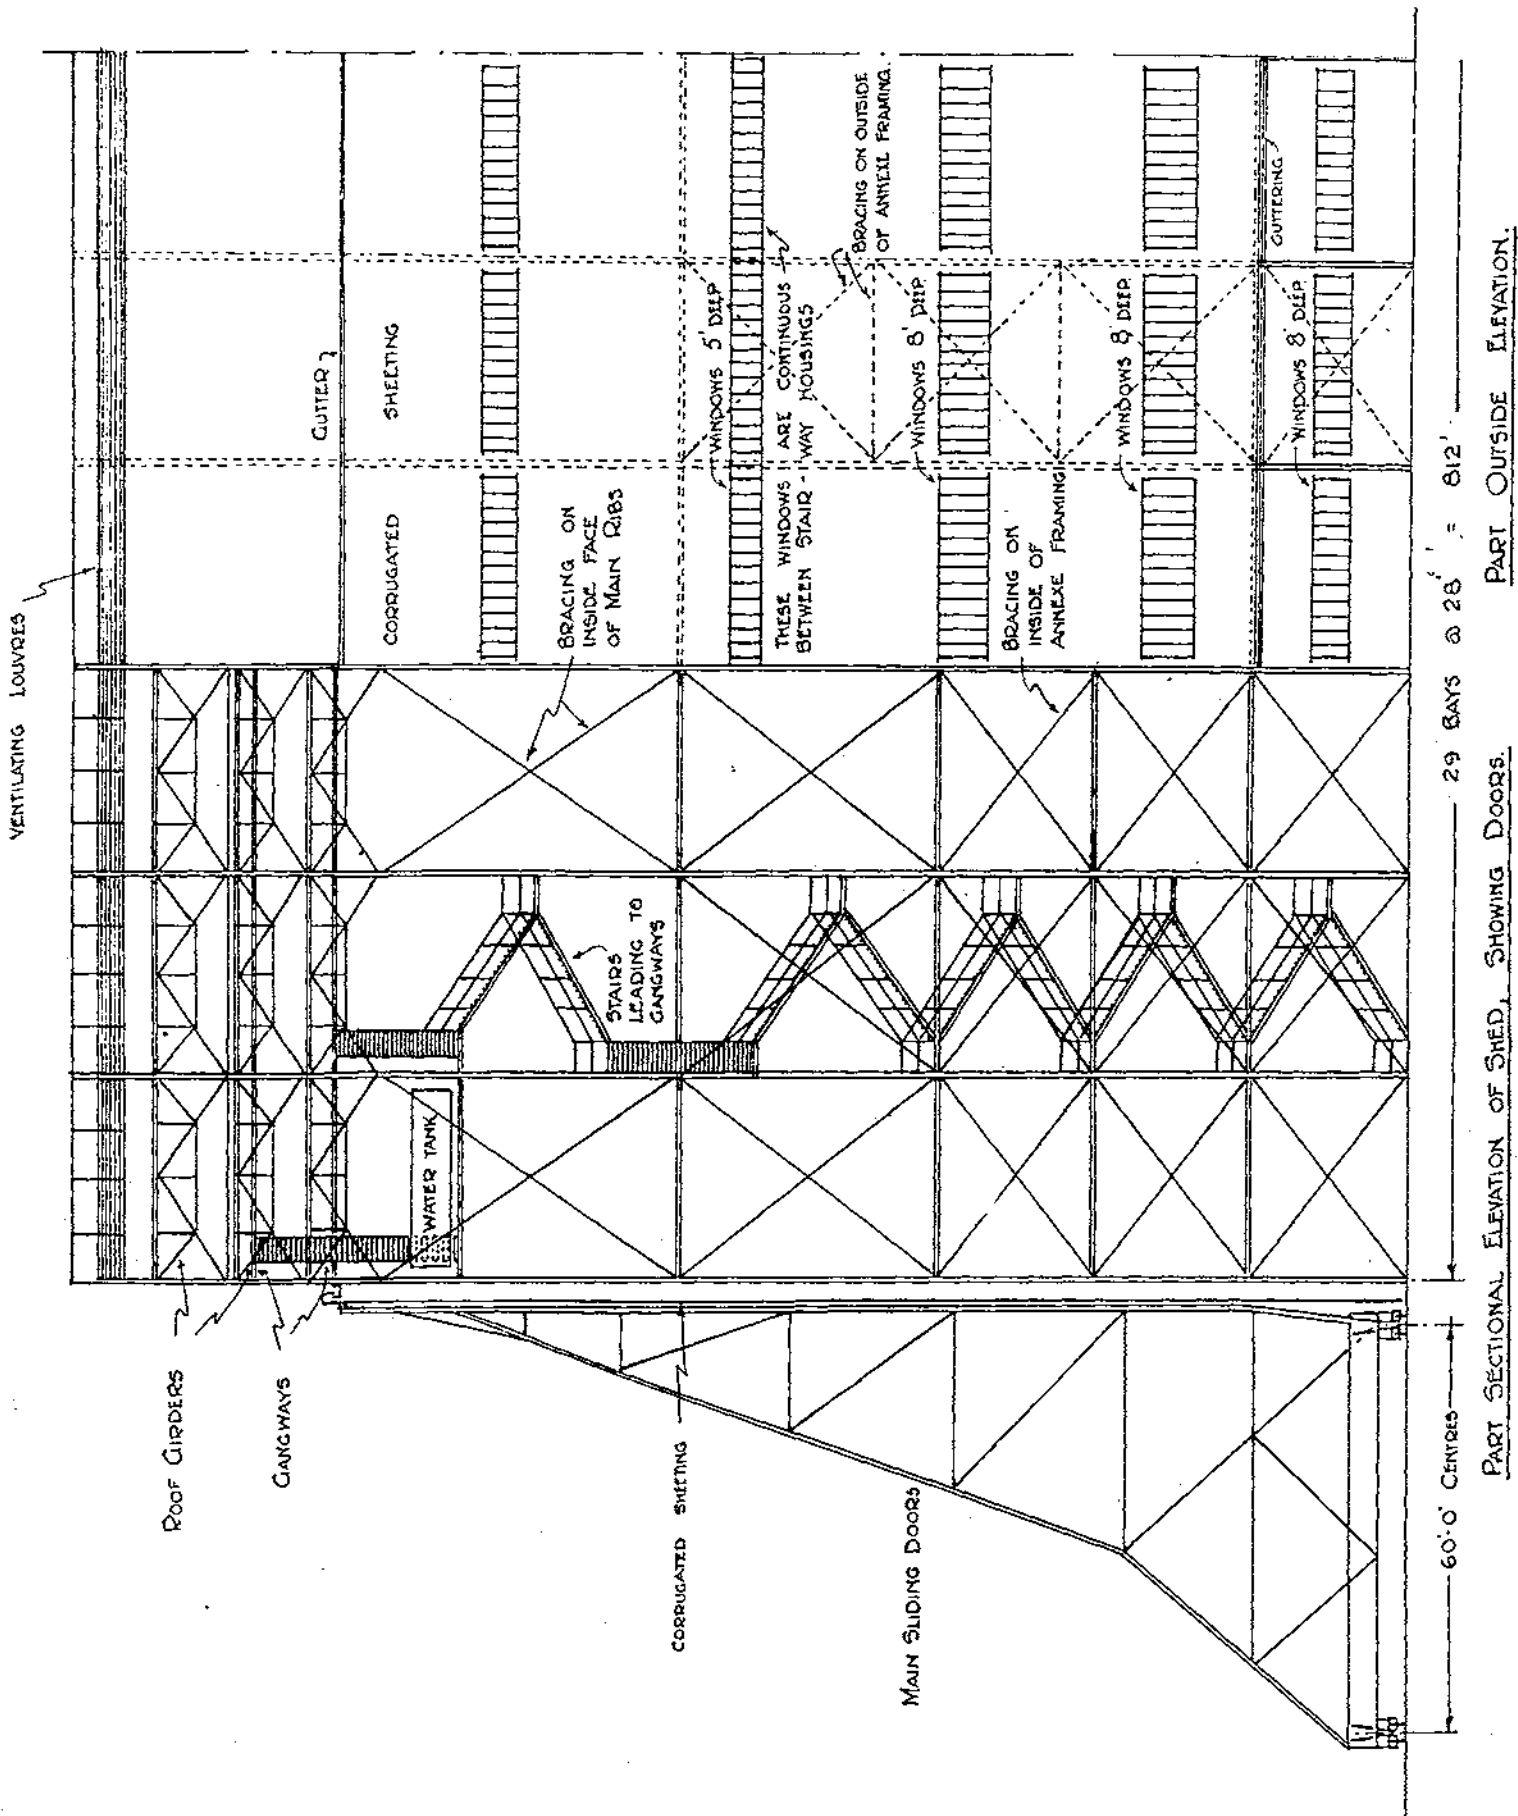 VENTILATING LOUVRES
GUTTER
CORRUGATED SHEETING
BRACING ON
INSIDE FACE
OF MAIN RIBS
WINDOWS 5' DEEP
THESE WINDOWS ARE CONTINUOUS
BETWEEN STAIR-WAY HOUSINGS
BRACING ON OUTSIDE
OF ANNEXE FRAMING.
WINDOWS 8' DEEP
BRACING ON
INSIDE OF
ANNEXE FRAMING
WINDOWS 8' DEEP.
GUTTERING
WINDOWS 8' DEEP
ROOF GIRDERS
GANGWAYS
WATER TANK
STAIRS
LEADING TO
GANGWAYS
CORRUGATED SHEETING
MAIN SLIDING DOORS
60'-0" CENTRES
29 BAYS @ 28' = 812'
PART SECTIONAL ELEVATION OF SHED, SHOWING DOORS.
PART OUTSIDE ELEVATION.